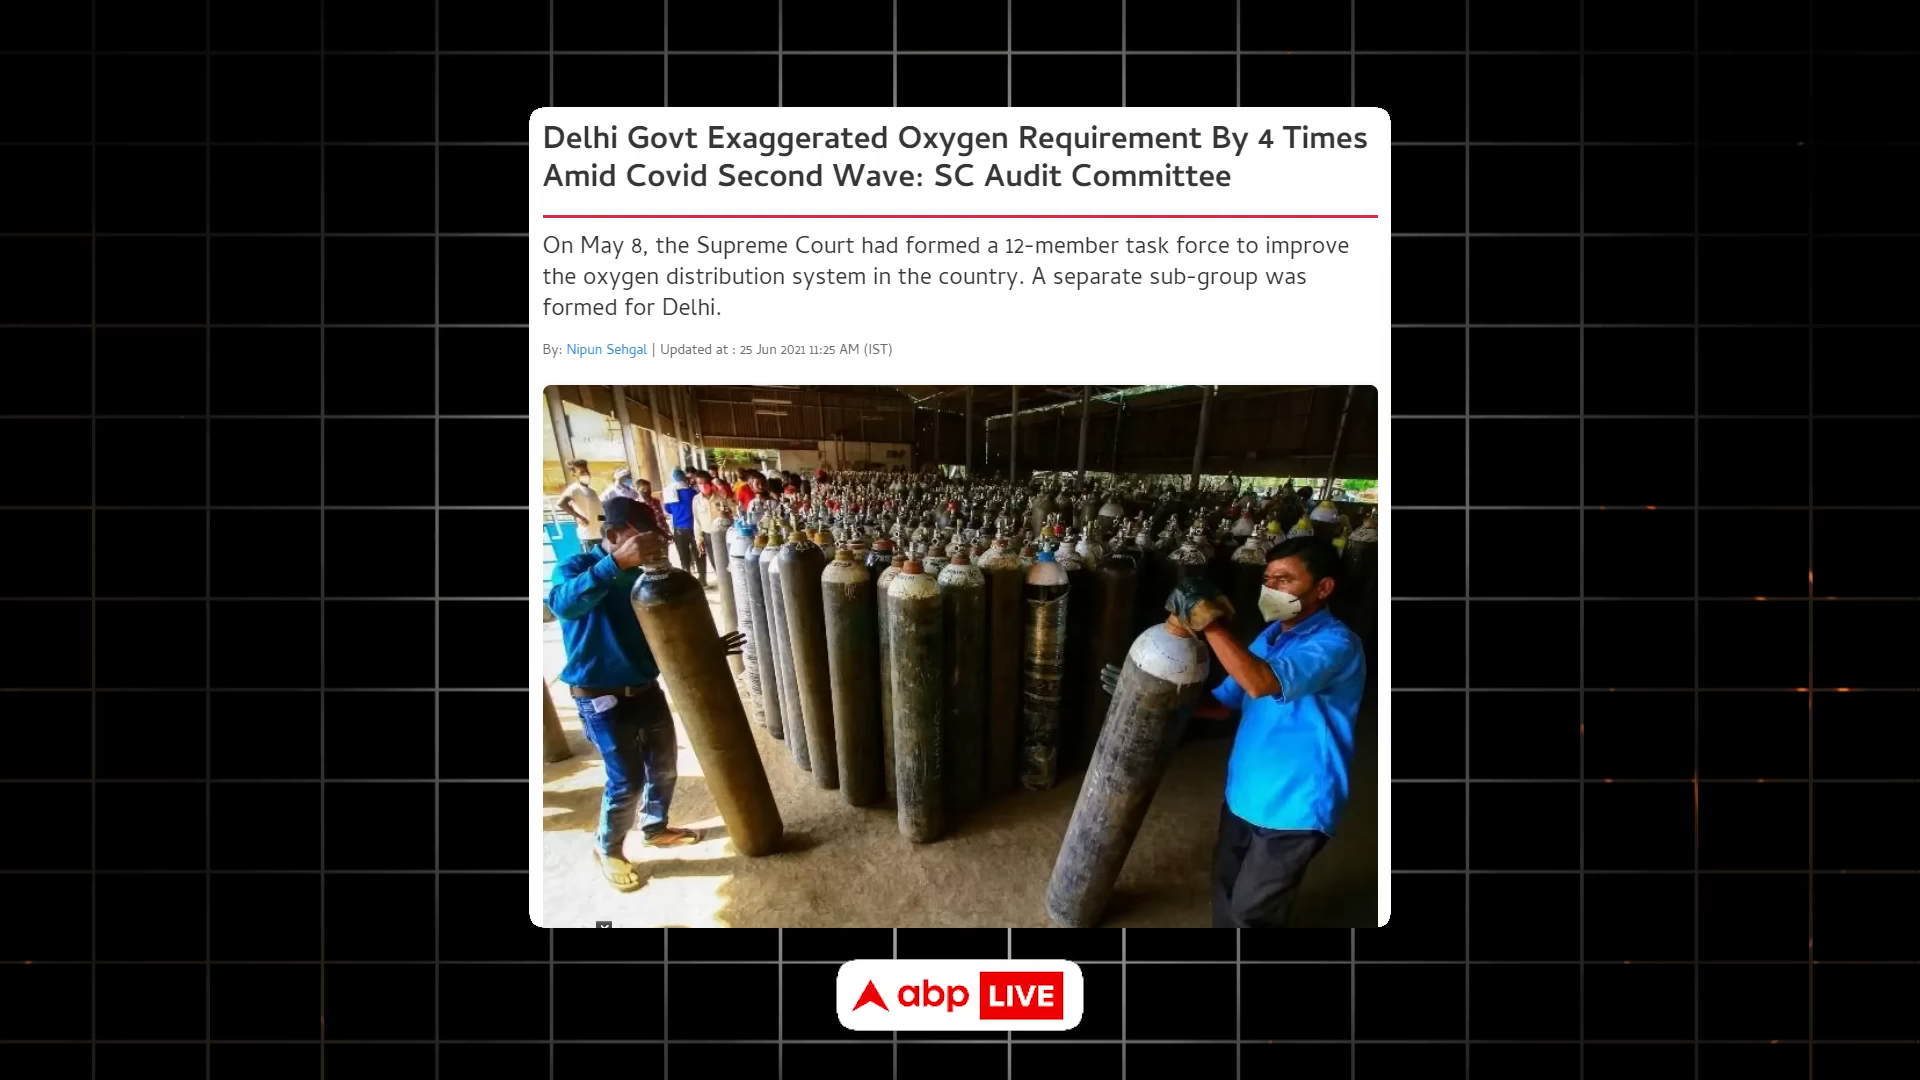 Delhi Govt Exaggerated Oxygen Requirement By 4 Times
Amid Covid Second Wave: SC Audit Committee
On May 8, the Supreme Court had formed a 12-member task force to improve
the oxygen distribution system in the country. A separate sub-group was
formed for Delhi.
By: Nipun Sehgal | Updated at : 25 Jun 2021 11:25 AM (IST)
abp LIVE